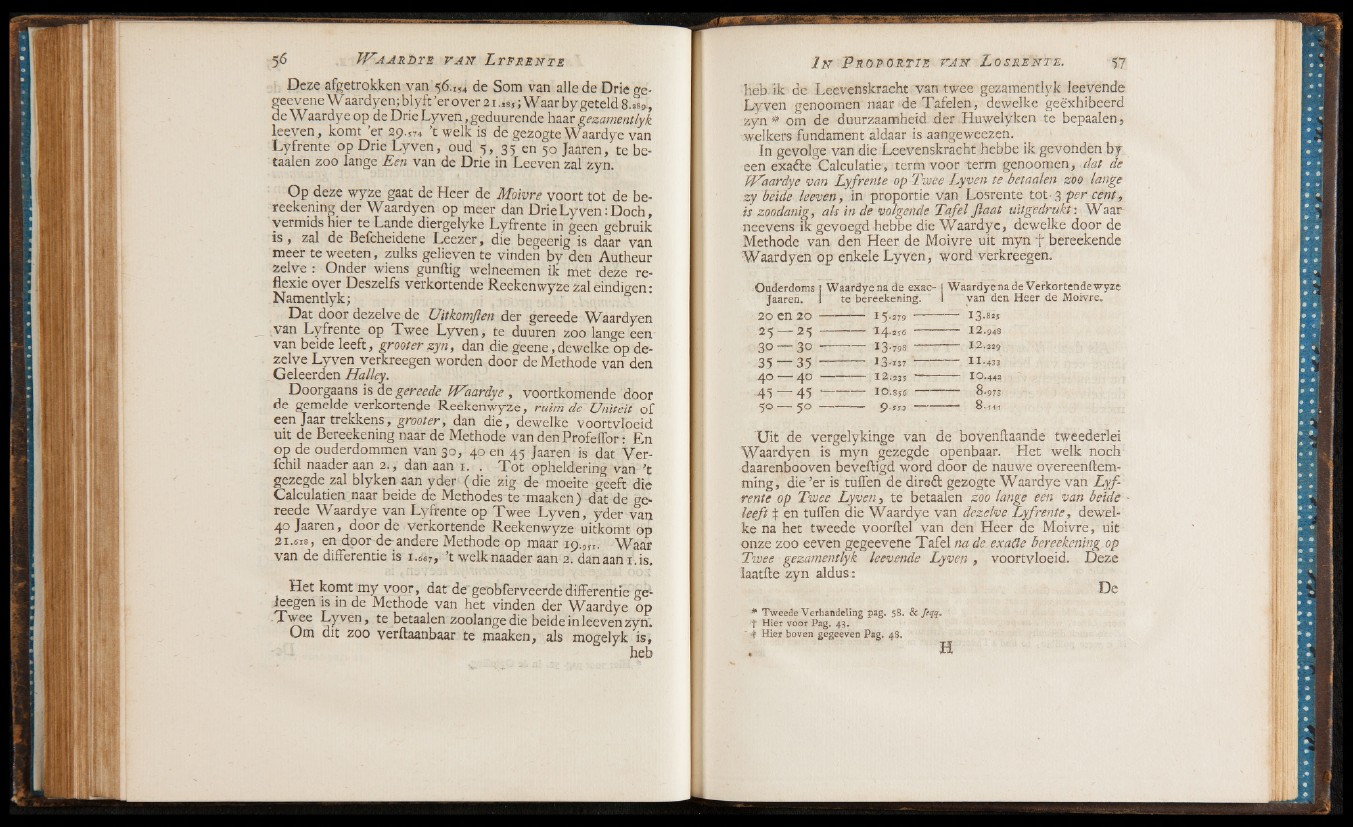 56 WAARDYE VAN LYFRENTE
Deze afgetrokken van 56.154 de Som van alle de Drie ge-
geevene Waardyen; blyft 'er over 21.285; Waar by geteld 8.289,
de Waardye op de Drie Lyven, geduurende haar gezamentlyk
leeven, komt 'er 29.574 't welk is de gezogte Waardye van
Lyfrente op Drie Lyven, oud 5, 35 en 50 Jaaren, te be-
taalen zoo lange Een van de Drie in Leeven zal zyn.
Op deze wyze gaat de Heer de Moivre voort tot de be-
reekening der Waardyen op meer dan Drie Lyven: Doch,
vermids hier te Lande diergelyke Lyfrente in geen gebruik
is, zal de Bescheidene Leezer, die begeerig is daar van
meer te weeten, zulks gelieven te vinden by den Autheur
zelve: Onder wiens gunstig welneemen ik met deze re-
flexie over Deszelfs verkortende Reekenwyze zal eindigen:
Namentlyk;
Dat door dezelve de Uitkomsten der gereede Waardyen
van Lyfrente op Twee Lyven, te duuren zoo lange een
van beide leeft, grooter zyn, dan die geene, dewelke op de-
zelve Lyven verkreegen worden door de Methode van den
Geleerden Halley.
Doorgaans is de gereede Waardye, voortkomende door
de gemelde verkortende Reekenwyze, ruim de Uniteit of
een Jaar trekkens, grooter, dan die, dewelke voortvloeid
uit de Bereekening naar de Methode van den Professor: En
op de ouderdommen van 30, 40 en 45 Jaaren is dat Ver-
schil naader aan 2., dan aan 1. . Tot opheldering van 't
gezegde zal blyken aan yder (die zig de moeite geeft die
Calculatien naar beide de Methodes te maaken) dat de ge-
reede Waardye van Lyfrente op Twee Lyven, yder van
40 Jaaren, door de verkortende Reekenwyze uitkomt op
21.618, en door de andere Methode op maar 19.951. Waar
van de differentie is 1.667, 't welk naader aan 2. dan aan 1. is.
Het komt my voor, dat de geobserveerde differentie ge-
leegen is in de Methode van het vinden der Waardye op
Twee Lyven, te betaalen zoolange die beide in leeven zyn.
Om dit zoo verstaanbaar te maaken, als mogelyk is,
heb
IN PROPORTIE VAN LOSRENTE. 57
heb ik de Leevenskracht van twee gezamentlyk leevende
Lyven genoomen naar de Tafelen, dewelke geëxhibeerd
zyn * om de duurzaamheid der Huwelyken te bepaalen,
welkers fundament aldaar is aangeweezen.
In gevolge van die Leevenskracht hebbe ik gevonden by
een exacte Calculatie, term voor term genoomen, dat de
Waardye van Lyfrente op Twee Lyven te betaalen zoo lange
zy beide leeven, in proportie van Losrente tot 3 per cent,
is zoodanig, als in de volgende Tafel staat uitgedrukt: Waar
neevens ik gevoegd hebbe die Waardye, dewelke door de
Methode van den Heer de Moivre uit myn † bereekende
Waardyen op enkele Lyven, word verkreegen.
Ouderdoms | Waardye na de exac- | Waardye na de Verkortende wyze
Jaaren. | te bereekening. | van den Heer de Moivre.
20 en 20 —— 15.279 —— 13.825
25 — 25 —— 14.256 —— 12.948
30 — 30 —— 13.798 —— 12.229
35 — 35 —— 13.137 —— 11.433
40 — 40 —— 12.235 —— 10.442
45 — 45 —— 10.856 —— 8.972
50 — 50 —— 9.553 —— 8.141
Uit de vergelykinge van de bovenstaande tweederlei
Waardyen is myn gezegde openbaar. Het welk noch
daarenbooven bevestigd word door de nauwe overeenstem-
ming, die 'er is tussen de direct gezogte Waardye van Lyf-
rente op Twee Lyven, te betaalen zoo lange een van beide
leeft ‡ en tussen die Waardye van dezelve Lyfrente, dewel-
ke na het tweede voorstel van den Heer de Moivre, uit
onze zoo eeven gegeevene Tafel na de exacte bereekening op
Twee gezamentlyk leevende Lyven, voortvloeid. Deze
laatste zyn aldus:
De
* Tweede Verhandeling pag. 58. & seqq.
† Hier voor Pag. 43.
‡ Hier boven gegeeven Pag. 48.
H